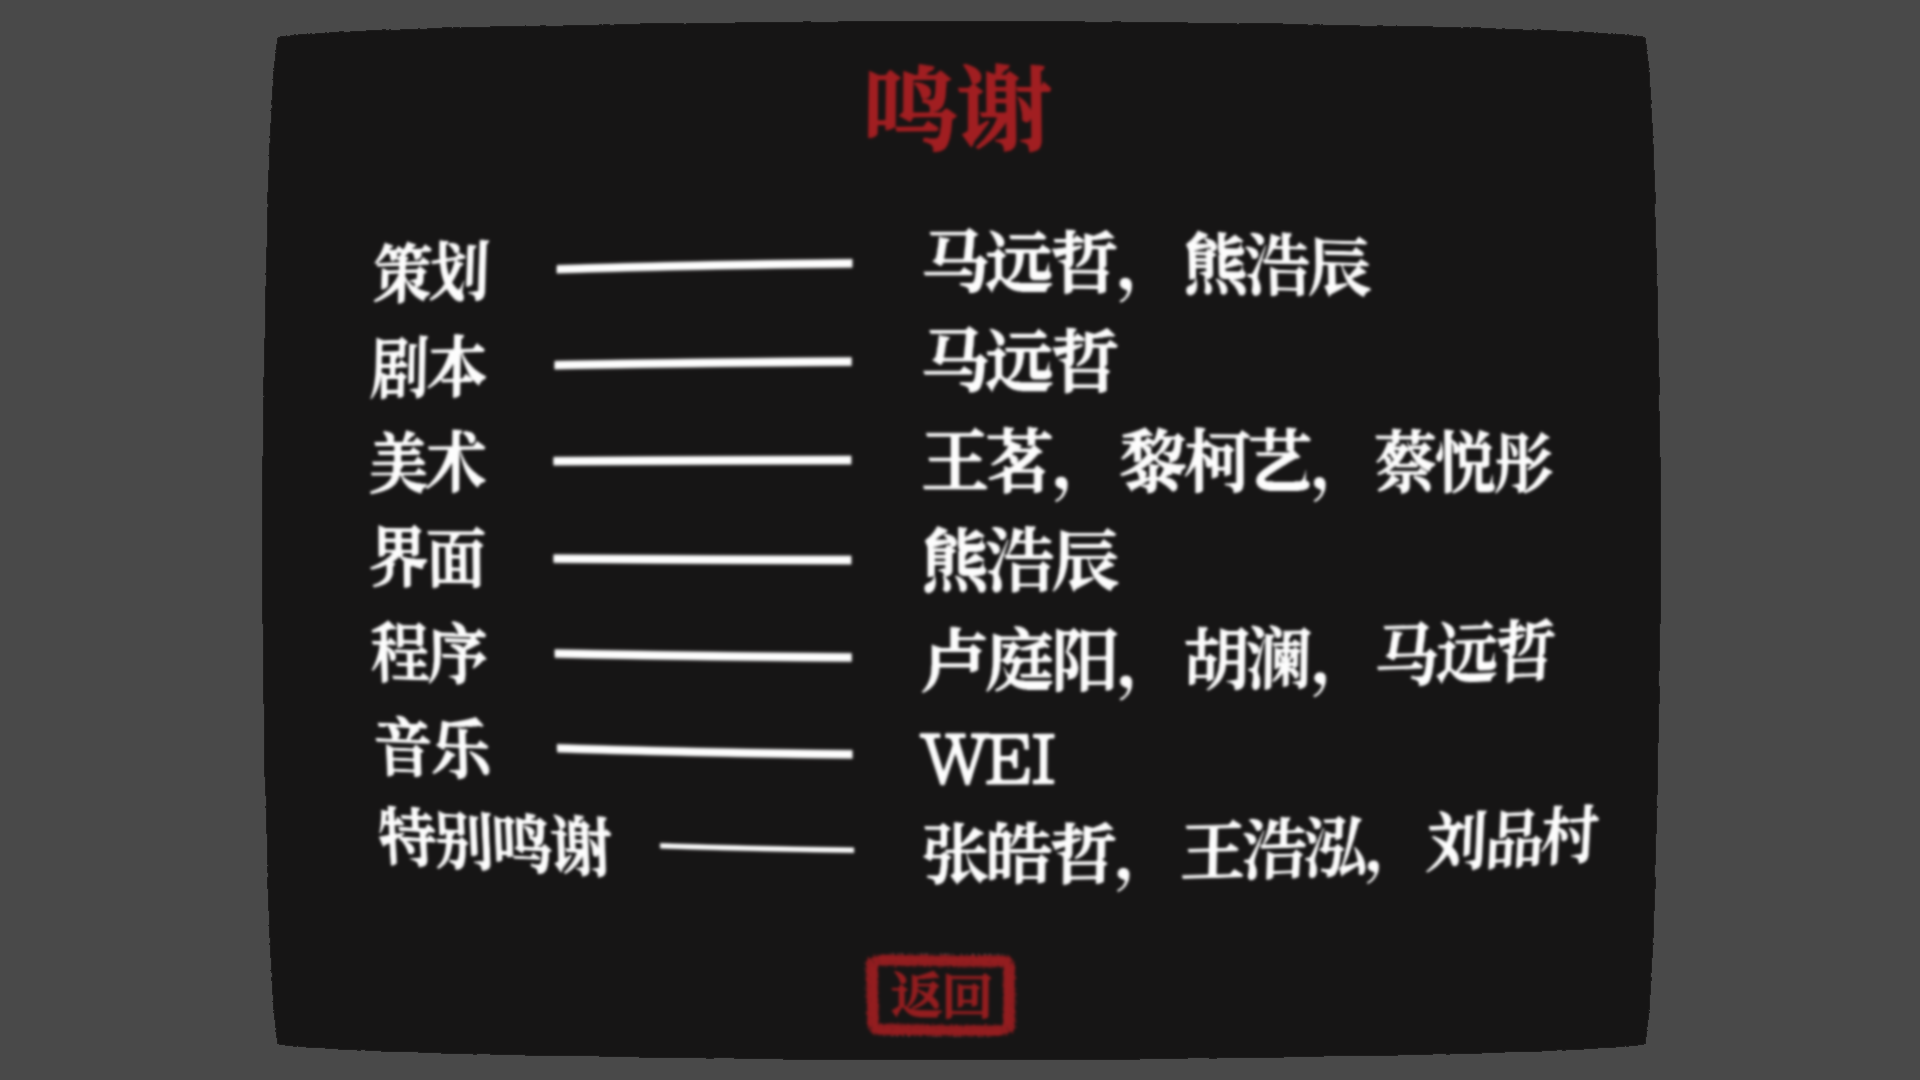 鸣谢
策划 —— 马远哲，熊浩辰
剧本 —— 马远哲
美术 —— 王茗，黎柯艺，蔡悦彤
界面 —— 熊浩辰
程序 —— 卢庭阳，胡澜，马远哲
音乐 —— WEI
特别鸣谢 —— 张皓哲，王浩泓，刘品村
返回